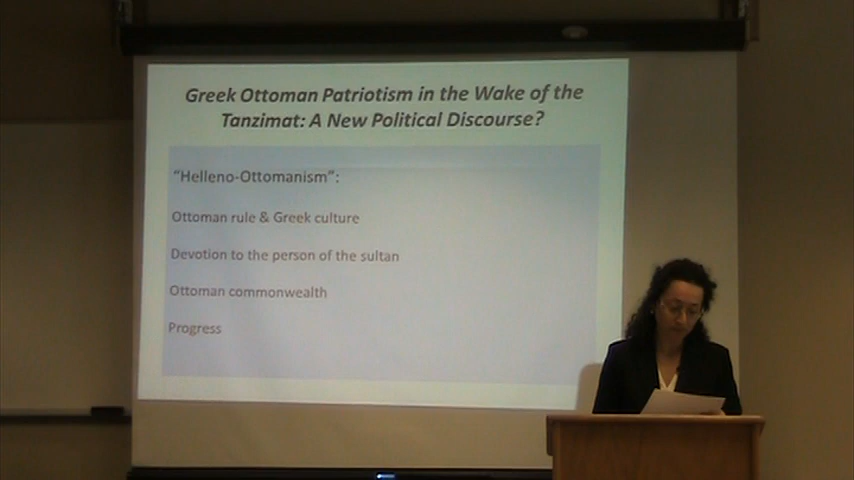 Greek Ottoman Patriotism in the Wake of the
Tanzimat: A New Political Discourse?
“Helleno-Ottomanism”:
Ottoman rule & Greek culture
Devotion to the person of the sultan
Ottoman commonwealth
Progress